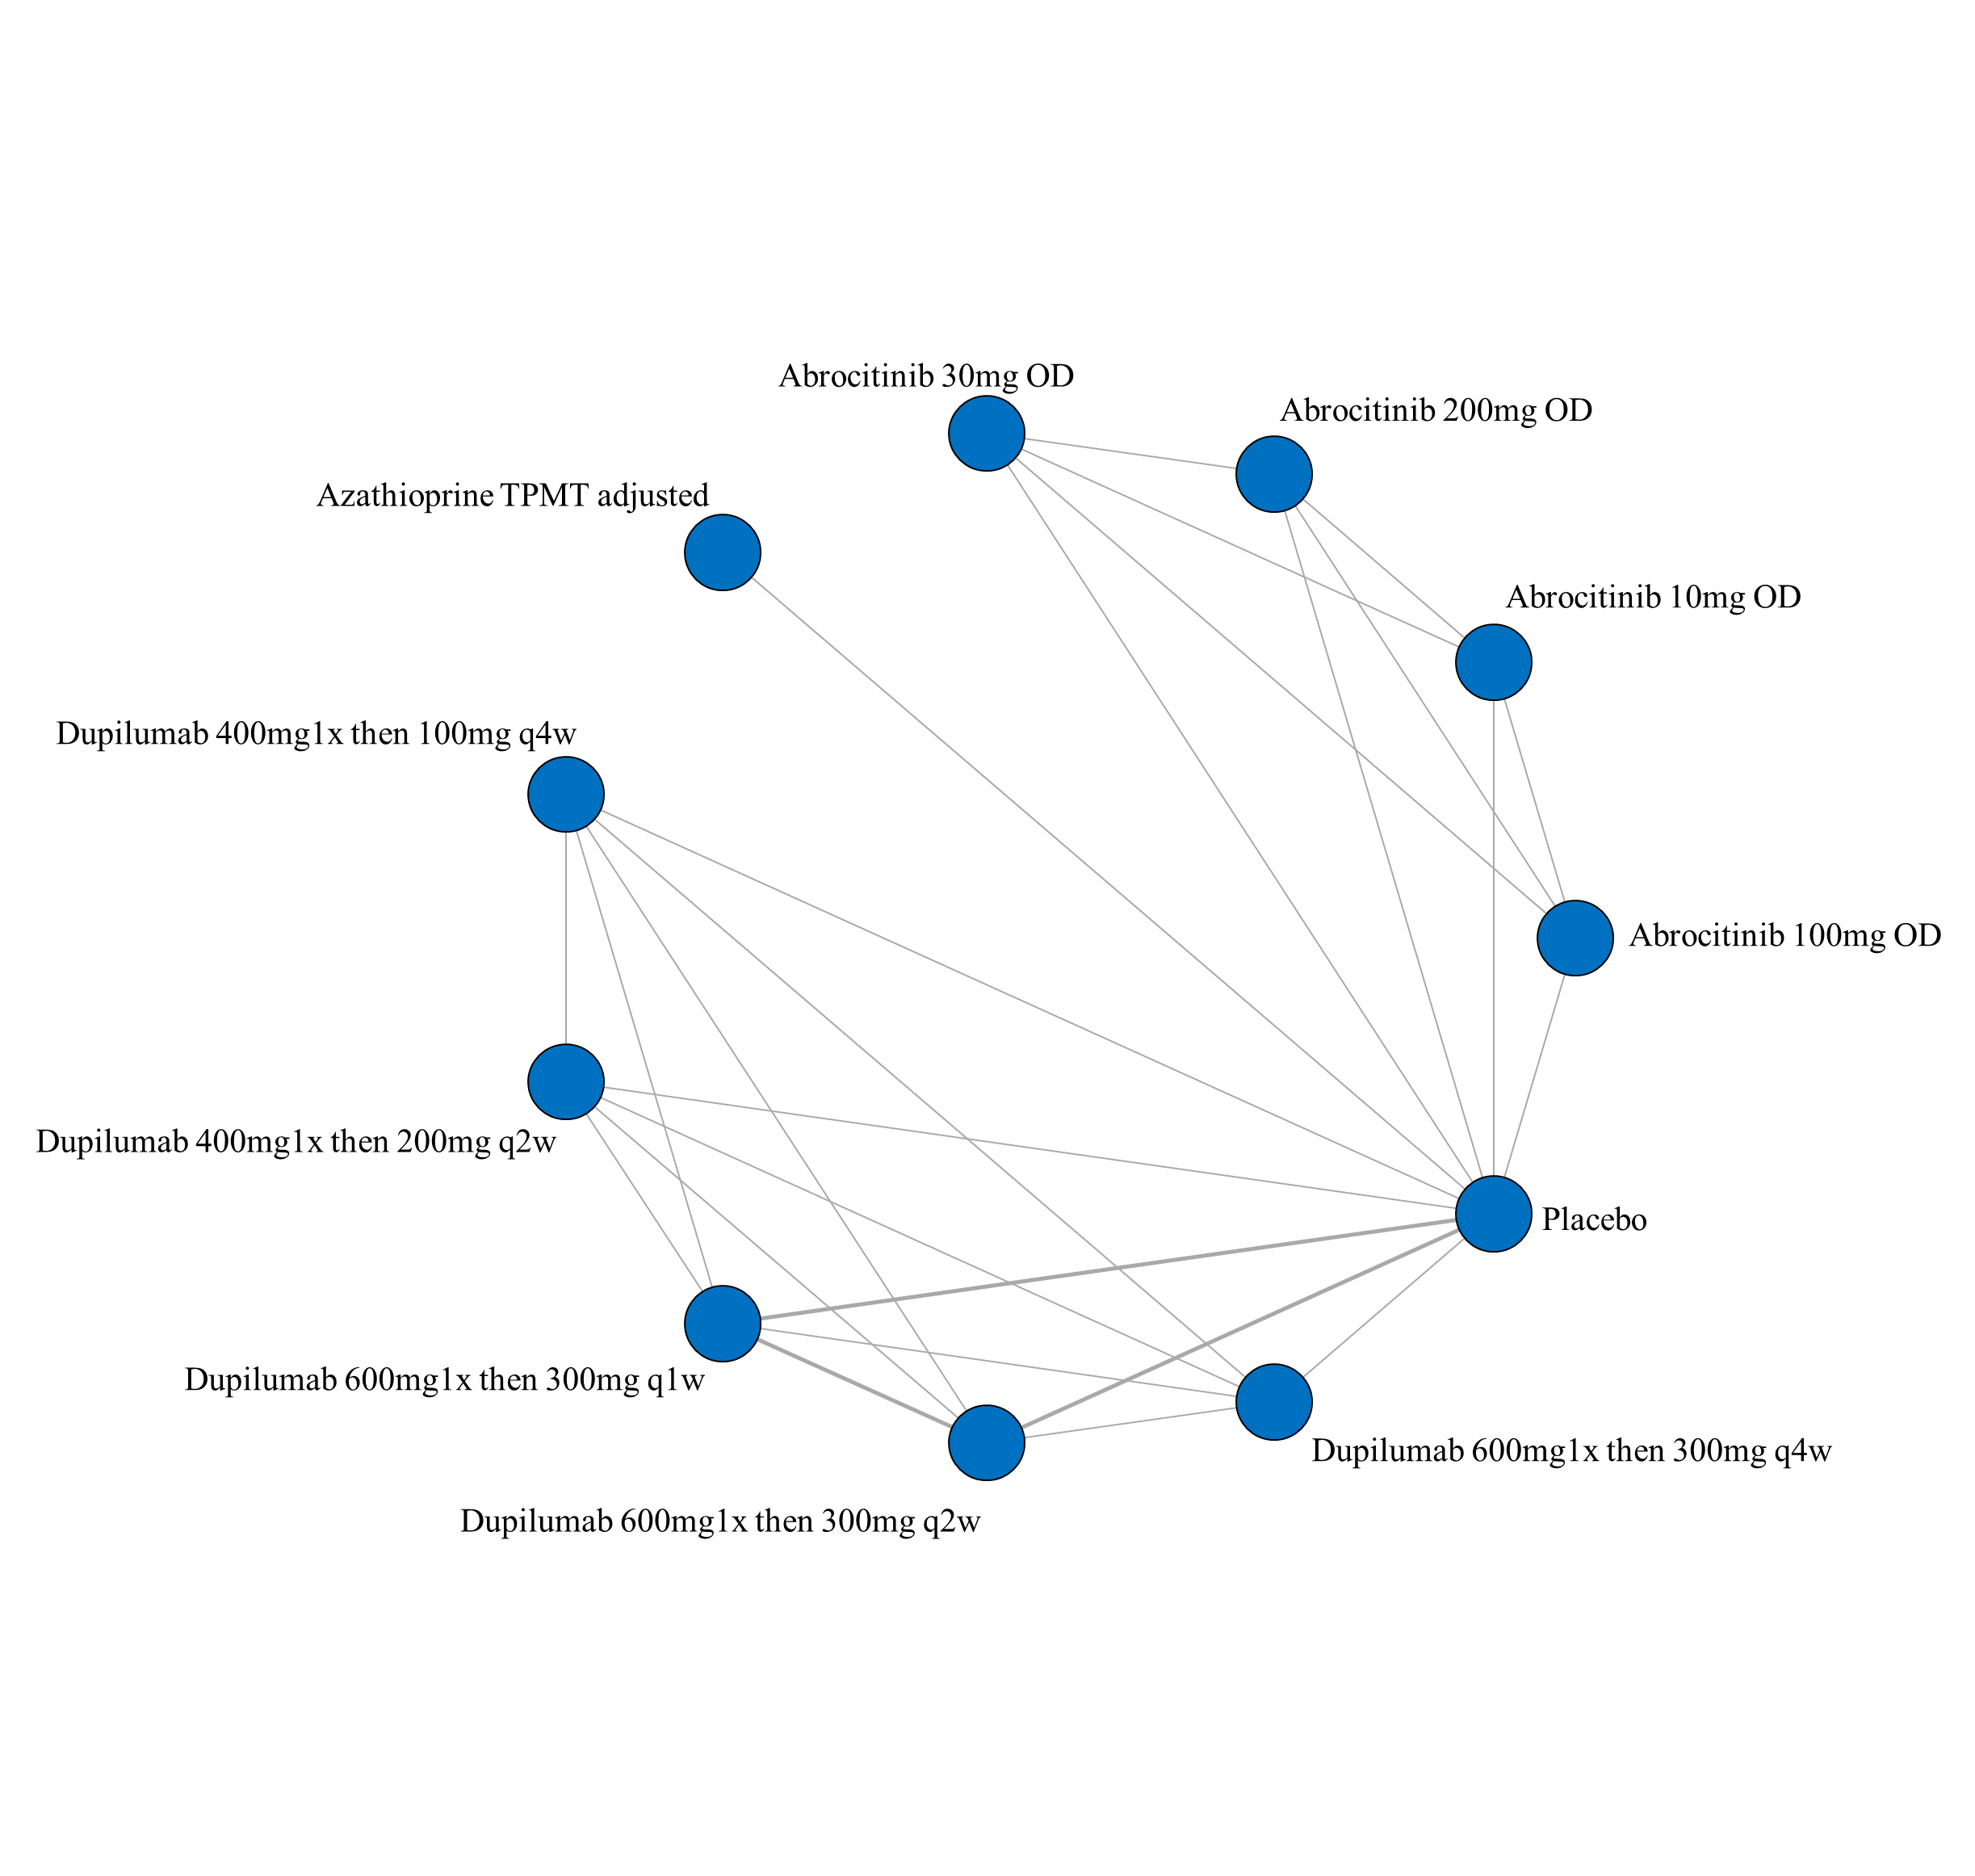 Abrocitinib 30mg OD
Abrocitinib 200mg OD
Azathioprine TPMT adjusted
Abrocitinib 10mg OD
Dupilumab 400mg1x then 100mg q4w
Abrocitinib 100mg OD
Dupilumab 400mg1x then 200mg q2w
Placebo
Dupilumab 600mg1x then 300mg q1w
Dupilumab 600mg1x then 300mg q4w
Dupilumab 600mg1x then 300mg q2w